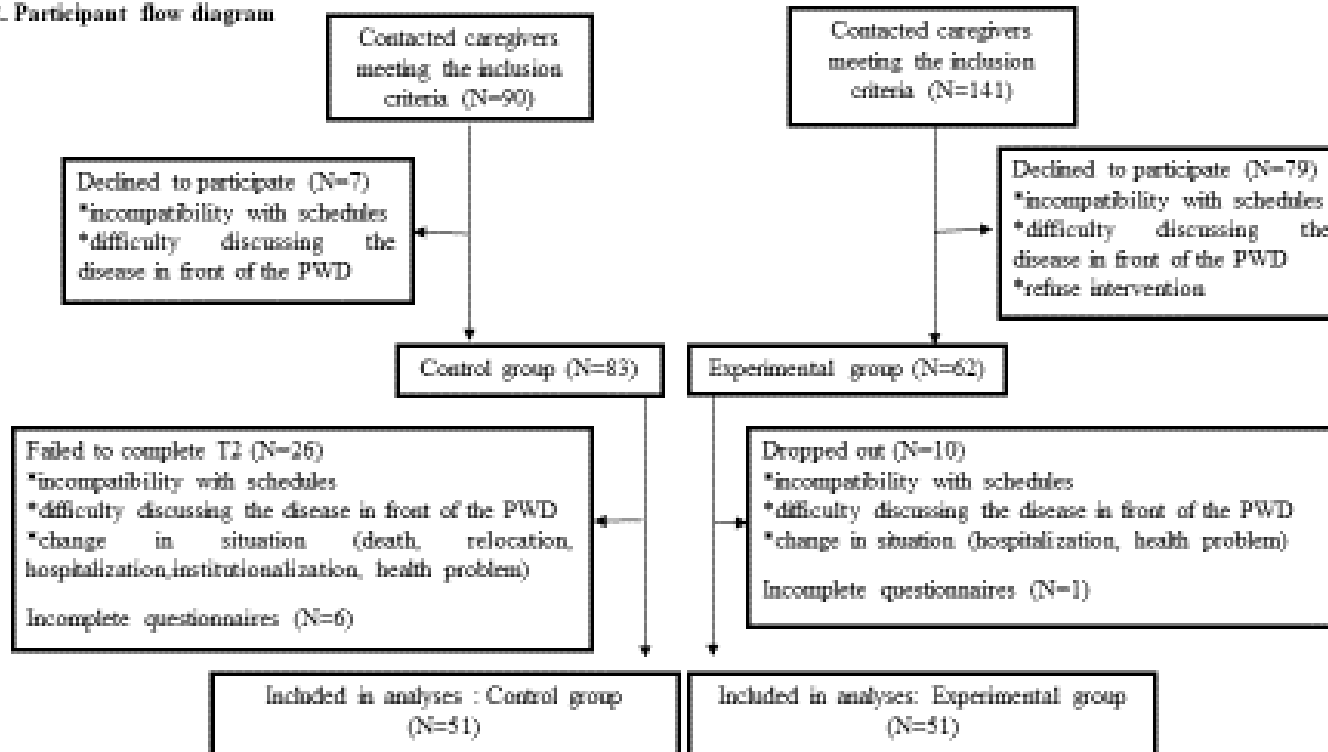 Participant flow diagram
Contacted caregivers
meeting the inclusion
criteria (N=90)
Contacted caregivers
meeting the inclusion
criteria (N=141)
Declined to participate (N=7)
*incompatibility with schedules
*difficulty discussing the
disease in front of the PWD
Declined to participate (N=79)
*incompatibility with schedules
*difficulty discussing the
disease in front of the PWD
*refuse intervention
Control group (N=83)
Experimental group (N=62)
Failed to complete T2 (N=26)
*incompatibility with schedules
*difficulty discussing the disease in front of the PWD
*change in situation (death, relocation,
hospitalization,institutionalization, health problem)
Incomplete questionnaires (N=6)
Dropped out (N=10)
*incompatibility with schedules
*difficulty discussing the disease in front of the PWD
*change in situation (hospitalization, health problem)
Incomplete questionnaires (N=1)
Included in analyses : Control group
(N=51)
Included in analyses: Experimental group
(N=51)